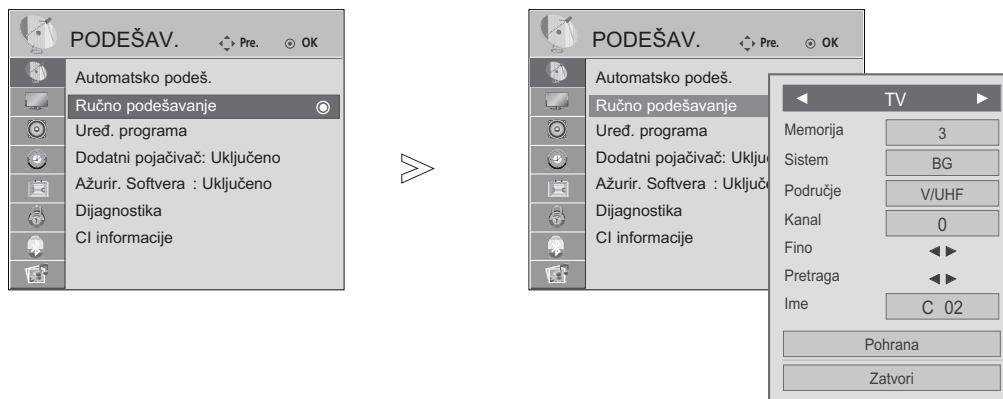 PODEŠAV. Pre. OK
Automatsko podeš.
Ručno podešavanje
Uređ. programa
Dodatni pojačivač: Uključeno
Ažurir. Softvera : Uključeno
Dijagnostika
CI informacije
PODEŠAV. Pre. OK
Automatsko podeš.
Ručno podešavanje
Uređ. programa
Dodatni pojačivač: Uklju
Ažurir. Softvera : Uključe
Dijagnostika
CI informacije
◄ TV ►
Memorija 3
Sistem BG
Područje V/UHF
Kanal 0
Fino ◄►
Pretraga ◄►
Ime C 02
Pohrana
Zatvori